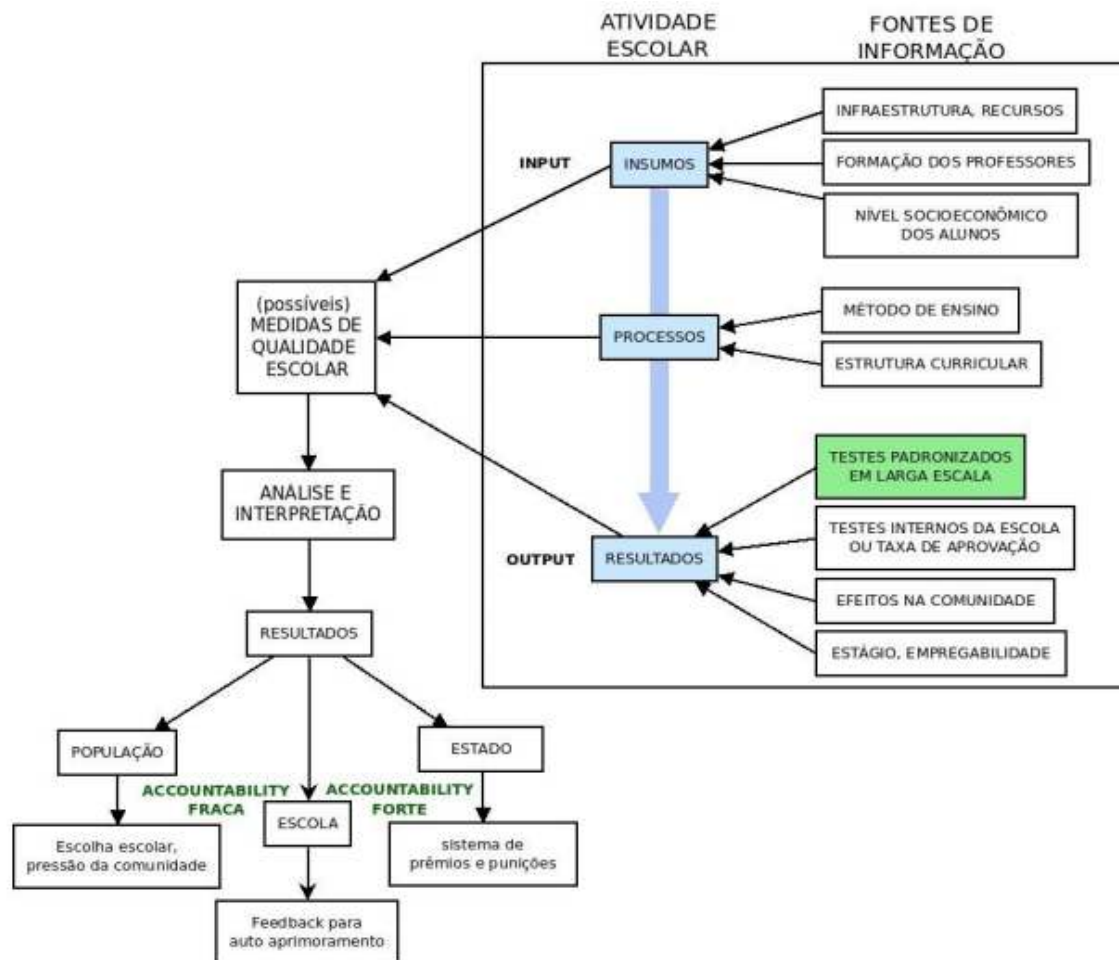 ATIVIDADE
ESCOLAR
FONTES DE
INFORMAÇÃO
INPUT
INSUMOS
INFRAESTRUTURA, RECURSOS
FORMAÇÃO DOS PROFESSORES
NÍVEL SOCIOECONÔMICO
DOS ALUNOS
(possíveis)
MEDIDAS DE
QUALIDADE
ESCOLAR
PROCESSOS
MÉTODO DE ENSINO
ESTRUTURA CURRICULAR
ANÁLISE E
INTERPRETAÇÃO
OUTPUT
RESULTADOS
TESTES PADRONIZADOS
EM LARGA ESCALA
TESTES INTERNOS DA ESCOLA
OU TAXA DE APROVAÇÃO
EFEITOS NA COMUNIDADE
ESTÁGIO, EMPREGABILIDADE
RESULTADOS
POPULAÇÃO
ESTADO
ACCOUNTABILITY
FRACA
ACCOUNTABILITY
FORTE
ESCOLA
Escolha escolar,
pressão da comunidade
sistema de
prêmios e punições
Feedback para
auto aprimoramento